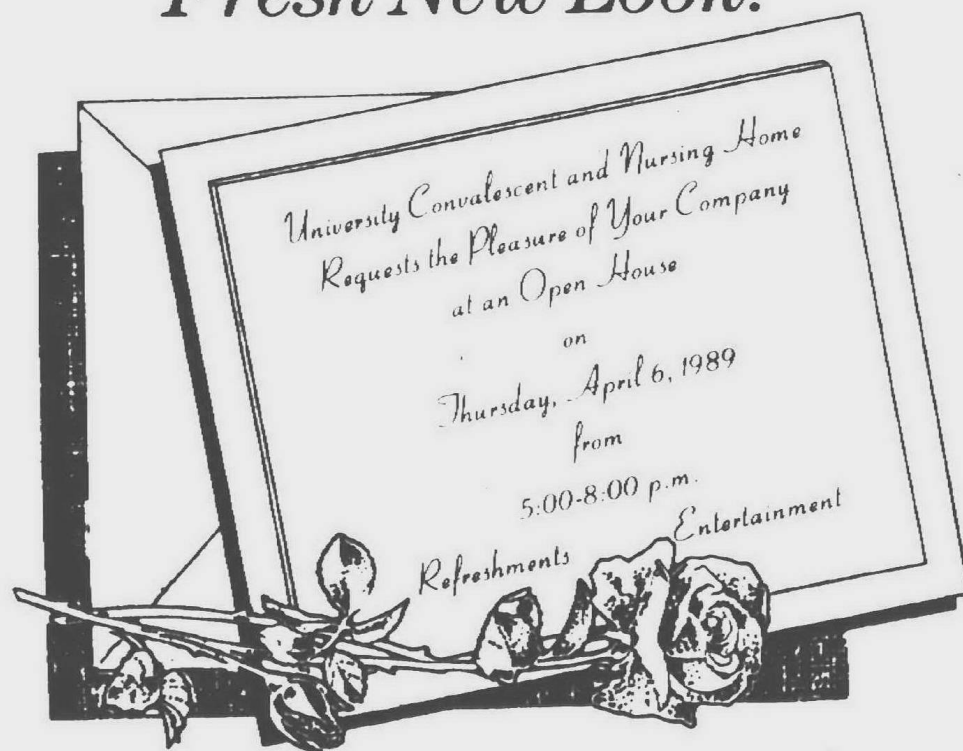 Fresh New Look!
University Convalescent and Nursing Home
Requests the Pleasure of Your Company
at an Open House
on
Thursday, April 6, 1989
from
5:00-8:00 p.m.
Refreshments Entertainment